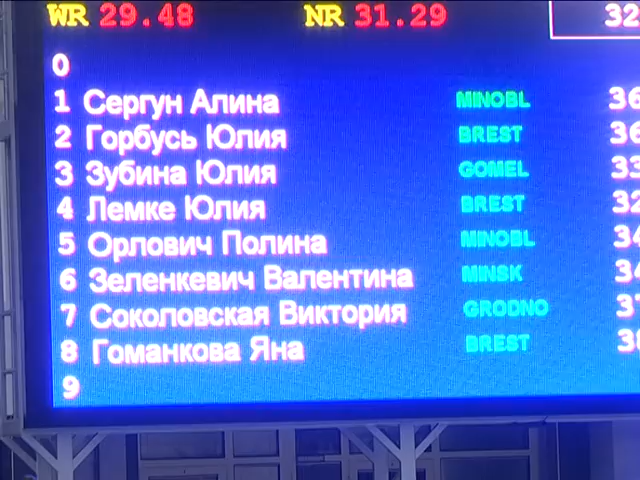 WR 29.48 NR 31.29 32
0
1 Сергун Алина MINOBL 36
2 Горбусь Юлия BREST 36
3 Зубина Юлия GOMEL 33
4 Лемке Юлия BREST 32
5 Орлович Полина MINOBL 34
6 Зеленкевич Валентина MINSK 34
7 Соколовская Виктория GRODNO
8 Гоманкова Яна BREST
9